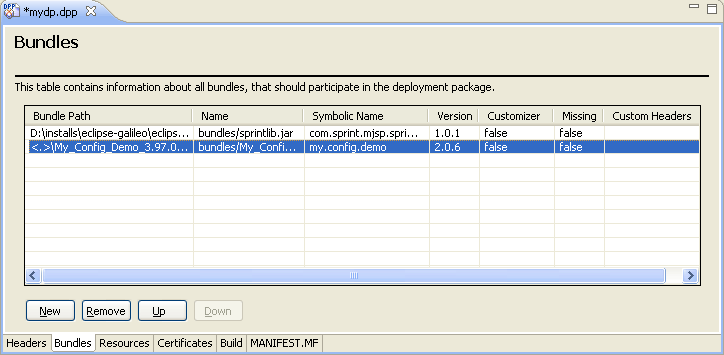 *mydp.dpp
Bundles
This table contains information about all bundles, that should participate in the deployment package.
Bundle Path Name Symbolic Name Version Customizer Missing Custom Headers
D:\installs\eclipse-galileo\eclips... bundles/sprintlib.jar com.sprint.mjsp.spri... 1.0.1 false false
<.>\My_Config_Demo_3.97.0... bundles/My_Confi... my.config.demo 2.0.6 false false
New Remove Up Down
Headers Bundles Resources Certificates Build MANIFEST.MF